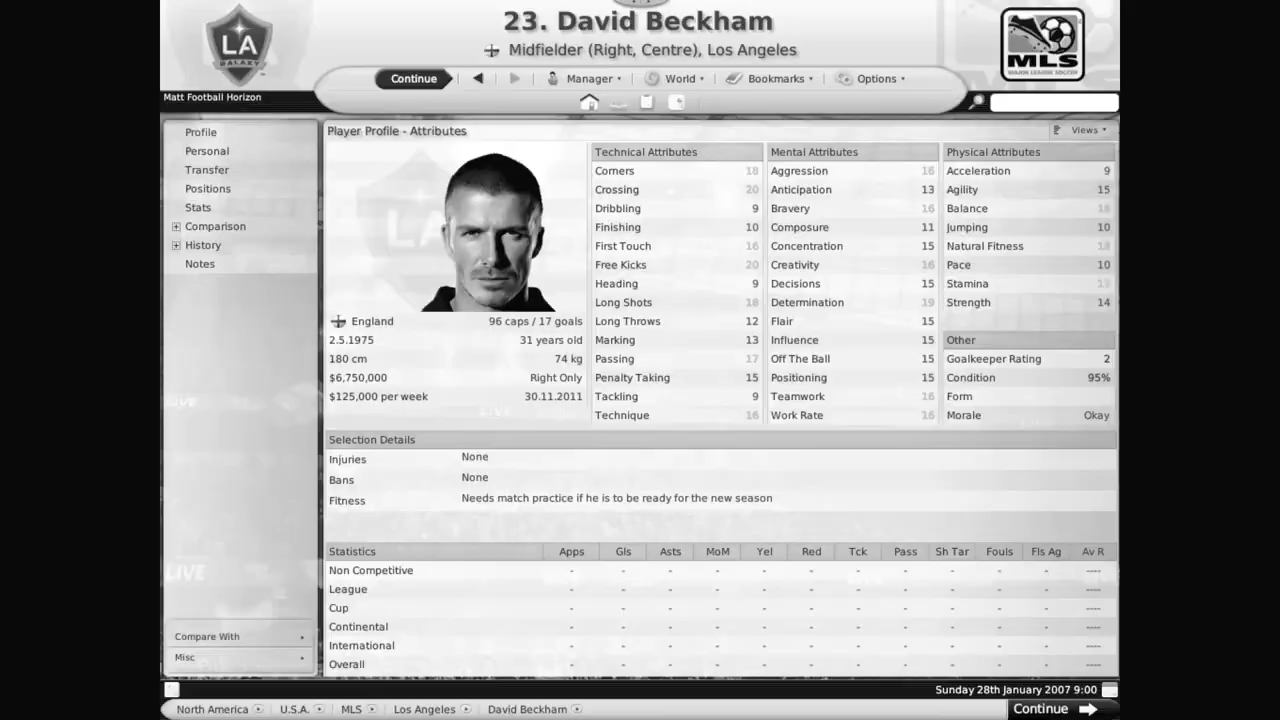 23. David Beckham
Midfielder (Right, Centre), Los Angeles
LA
GALAXY
MLS
MAJOR LEAGUE SOCCER
Continue Manager World Bookmarks Options
Matt Football Horizon
Profile
Personal
Transfer
Positions
Stats
Comparison
History
Notes
Compare With
Misc
Player Profile - Attributes
Views
England 96 caps / 17 goals
2.5.1975 31 years old
180 cm 74 kg
$6,750,000 Right Only
$125,000 per week 30.11.2011
Technical Attributes
Corners 18
Crossing 20
Dribbling 9
Finishing 10
First Touch 16
Free Kicks 20
Heading 9
Long Shots 18
Long Throws 12
Marking 13
Passing 17
Penalty Taking 15
Tackling 9
Technique 16
Mental Attributes
Aggression 16
Anticipation 13
Bravery 16
Composure 11
Concentration 15
Creativity 16
Decisions 15
Determination 19
Flair 15
Influence 15
Off The Ball 15
Positioning 15
Teamwork 16
Work Rate 16
Physical Attributes
Acceleration 9
Agility 15
Balance 18
Jumping 10
Natural Fitness
Pace 10
Stamina
Strength 14
Other
Goalkeeper Rating 2
Condition 95%
Form
Morale Okay
Selection Details
Injuries None
Bans None
Fitness Needs match practice if he is to be ready for the new season
Statistics Apps Gls Asts MoM Yel Red Tck Pass Sh Tar Fouls Fls Ag Av R
Non Competitive - - - - - - - - - - - ----
League - - - - - - - - - - - ----
Cup - - - - - - - - - - - ----
Continental - - - - - - - - - - - ----
International - - - - - - - - - - - ----
Overall - - - - - - - - - - - ----
Sunday 28th January 2007 9:00
North America U.S.A. MLS Los Angeles David Beckham
Continue